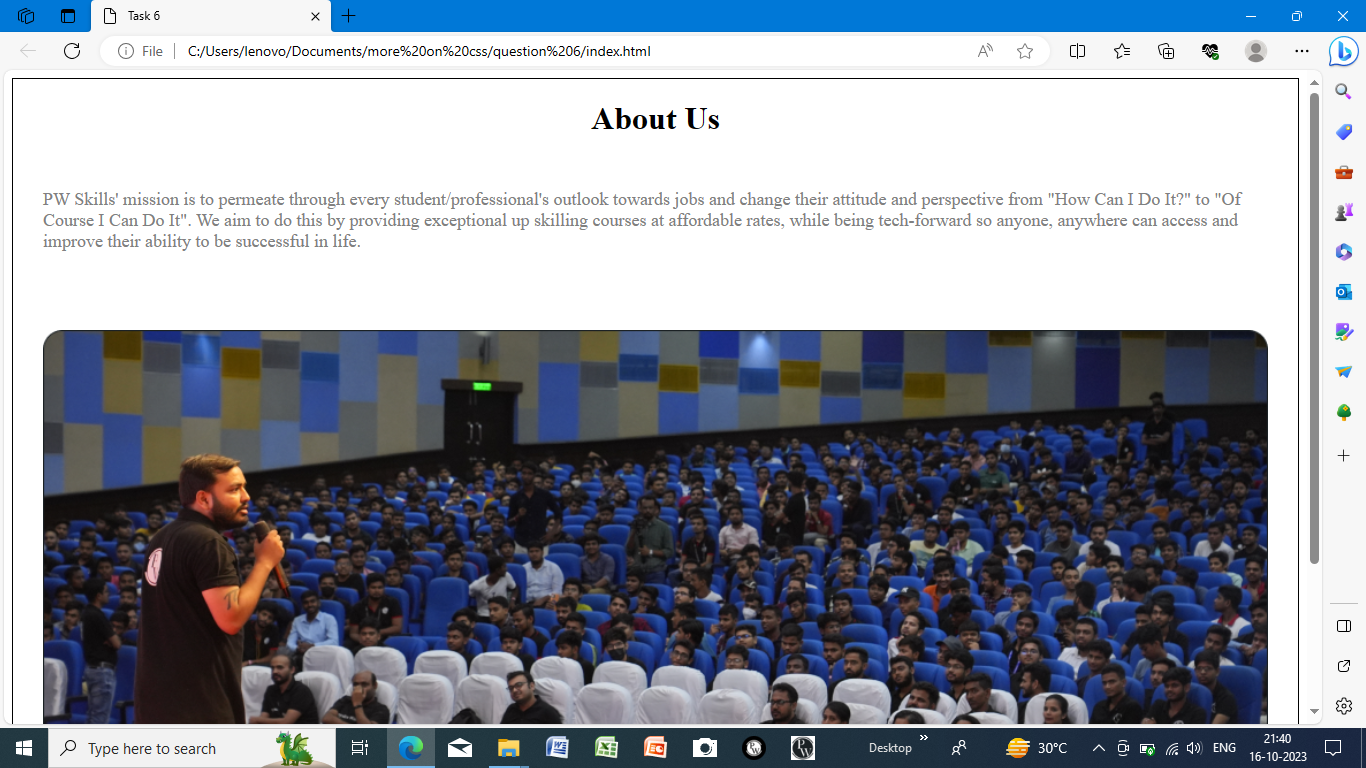 Task 6
File
C:/Users/lenovo/Documents/more%20on%20css/question%206/index.html
About Us
PW Skills' mission is to permeate through every student/professional's outlook towards jobs and change their attitude and perspective from "How Can I Do It?" to "Of
Course I Can Do It". We aim to do this by providing exceptional up skilling courses at affordable rates, while being tech-forward so anyone, anywhere can access and
improve their ability to be successful in life.
Type here to search
Desktop
30°C
ENG
21:40
16-10-2023